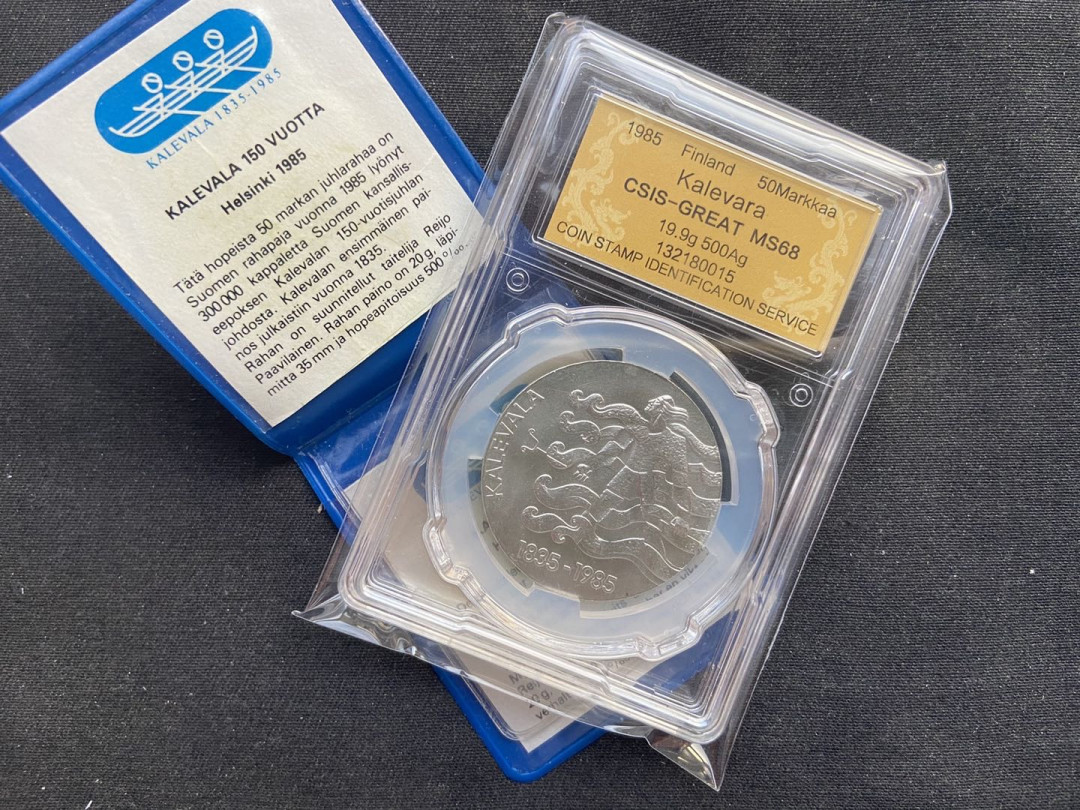 KALEVALA 1835-1985
KALEVALA 150 VUOTTA
Helsinki 1985
Tätä hopeista 50 markan juhlarahaa on
Suomen rahapaja vuonna 1985 lyönyt
300 000 kappaletta Suomen kansallis-
eepoksen Kalevalan 150-vuotisjuhlan
johdosta. Kalevalan ensimmäinen pai-
nos julkaistiin vuonna 1835.
Rahan on suunnitellut taiteilija Reijo
Paavilainen. Rahan paino on 20 g, läpi-
mitta 35 mm ja hopeapitoisuus 500 ‰.
1985 Finland 50Markkaa
Kalevara
CSIS-GREAT MS68
19.9g 500Ag
132180015
COIN STAMP IDENTIFICATION SERVICE
KALEVALA
1835-1985
Reijo
20 g,